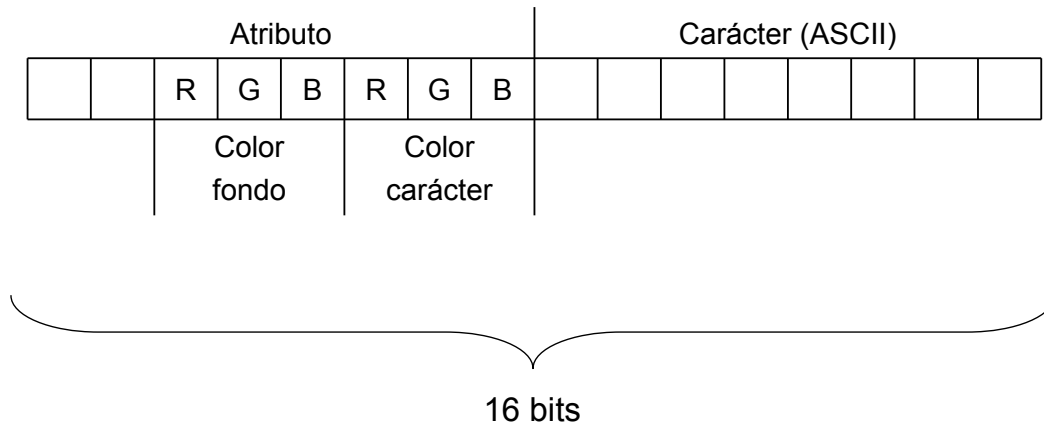 Atributo Carácter (ASCII)
R G B R G B
Color Color
fondo carácter
16 bits